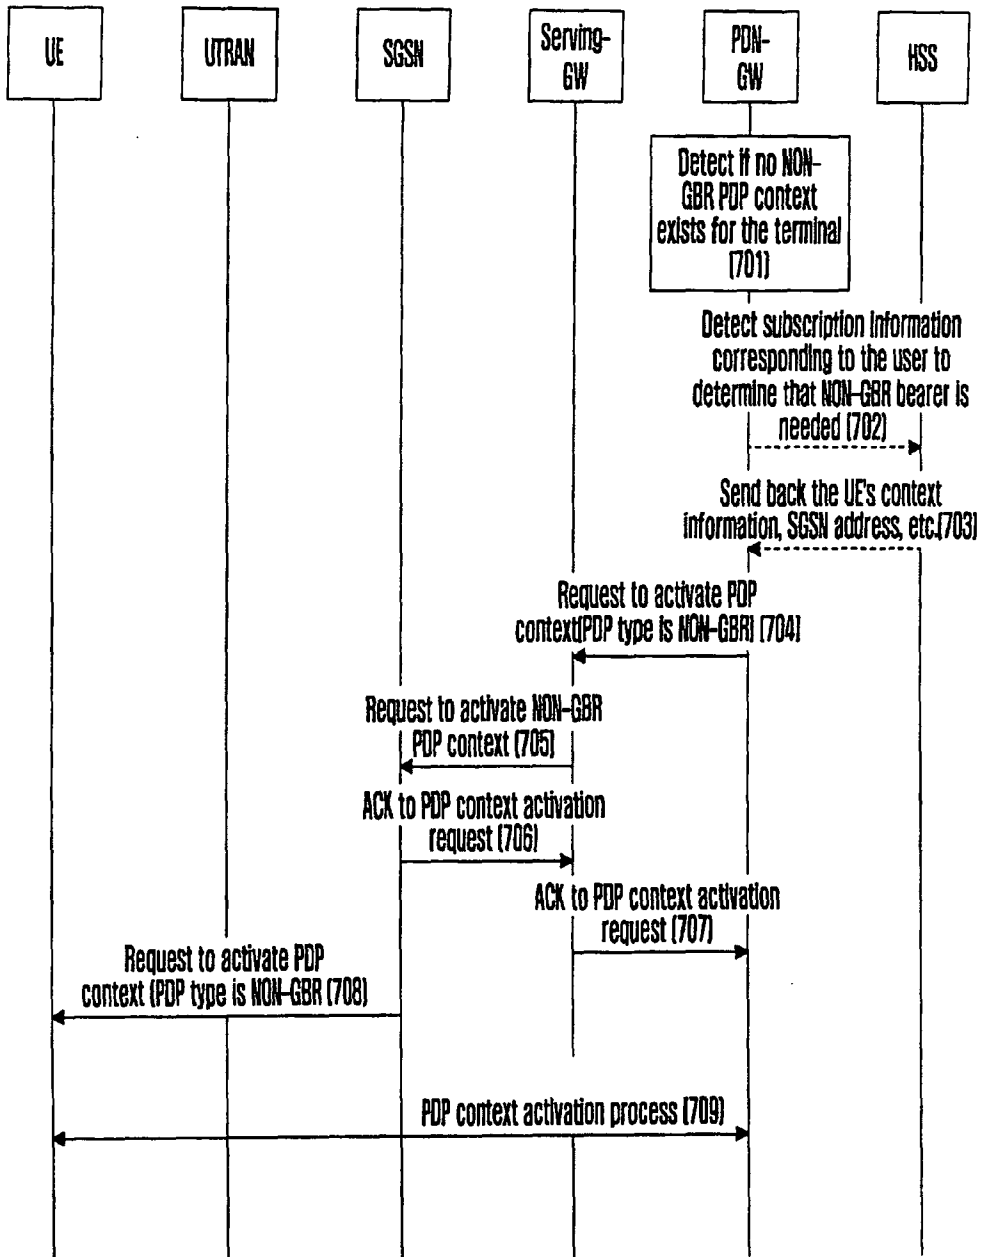 UE
UTRAN
SGSN
Serving-
GW
PDN-
GW
HSS
Detect if no NON-
GBR PDP context
exists for the terminal
(701)
Detect subscription information
corresponding to the user to
determine that NON-GBR bearer is
needed (702)
Send back the UE's context
information, SGSN address, etc.(703)
Request to activate PDP
context(PDP type is NON-GBR) (704)
Request to activate NON-GBR
PDP context (705)
ACK to PDP context activation
request (706)
ACK to PDP context activation
request (707)
Request to activate PDP
context (PDP type is NON-GBR (708)
PDP context activation process (709)